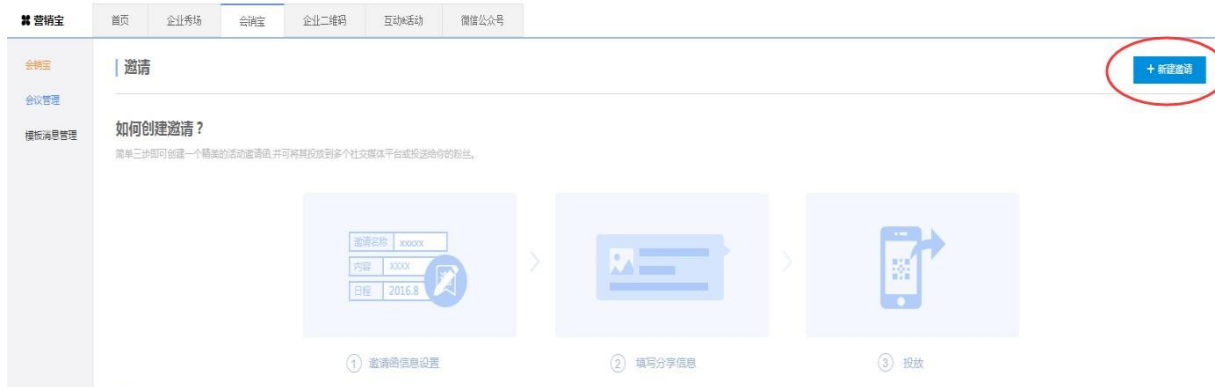 营销宝 首页 企业秀场 会销宝 企业二维码 互动&活动 微信公众号
会销宝
会议管理
模板消息管理
邀请
+ 新建邀请
如何创建邀请？
简单三步即可创建一个精美的活动邀请函,并可将其投放到多个社交媒体平台或投送给你的粉丝。
邀请名称 xxxxx
内容 XXXX
日程 2016.8
1 邀请函信息设置
2 填写分享信息
3 投放